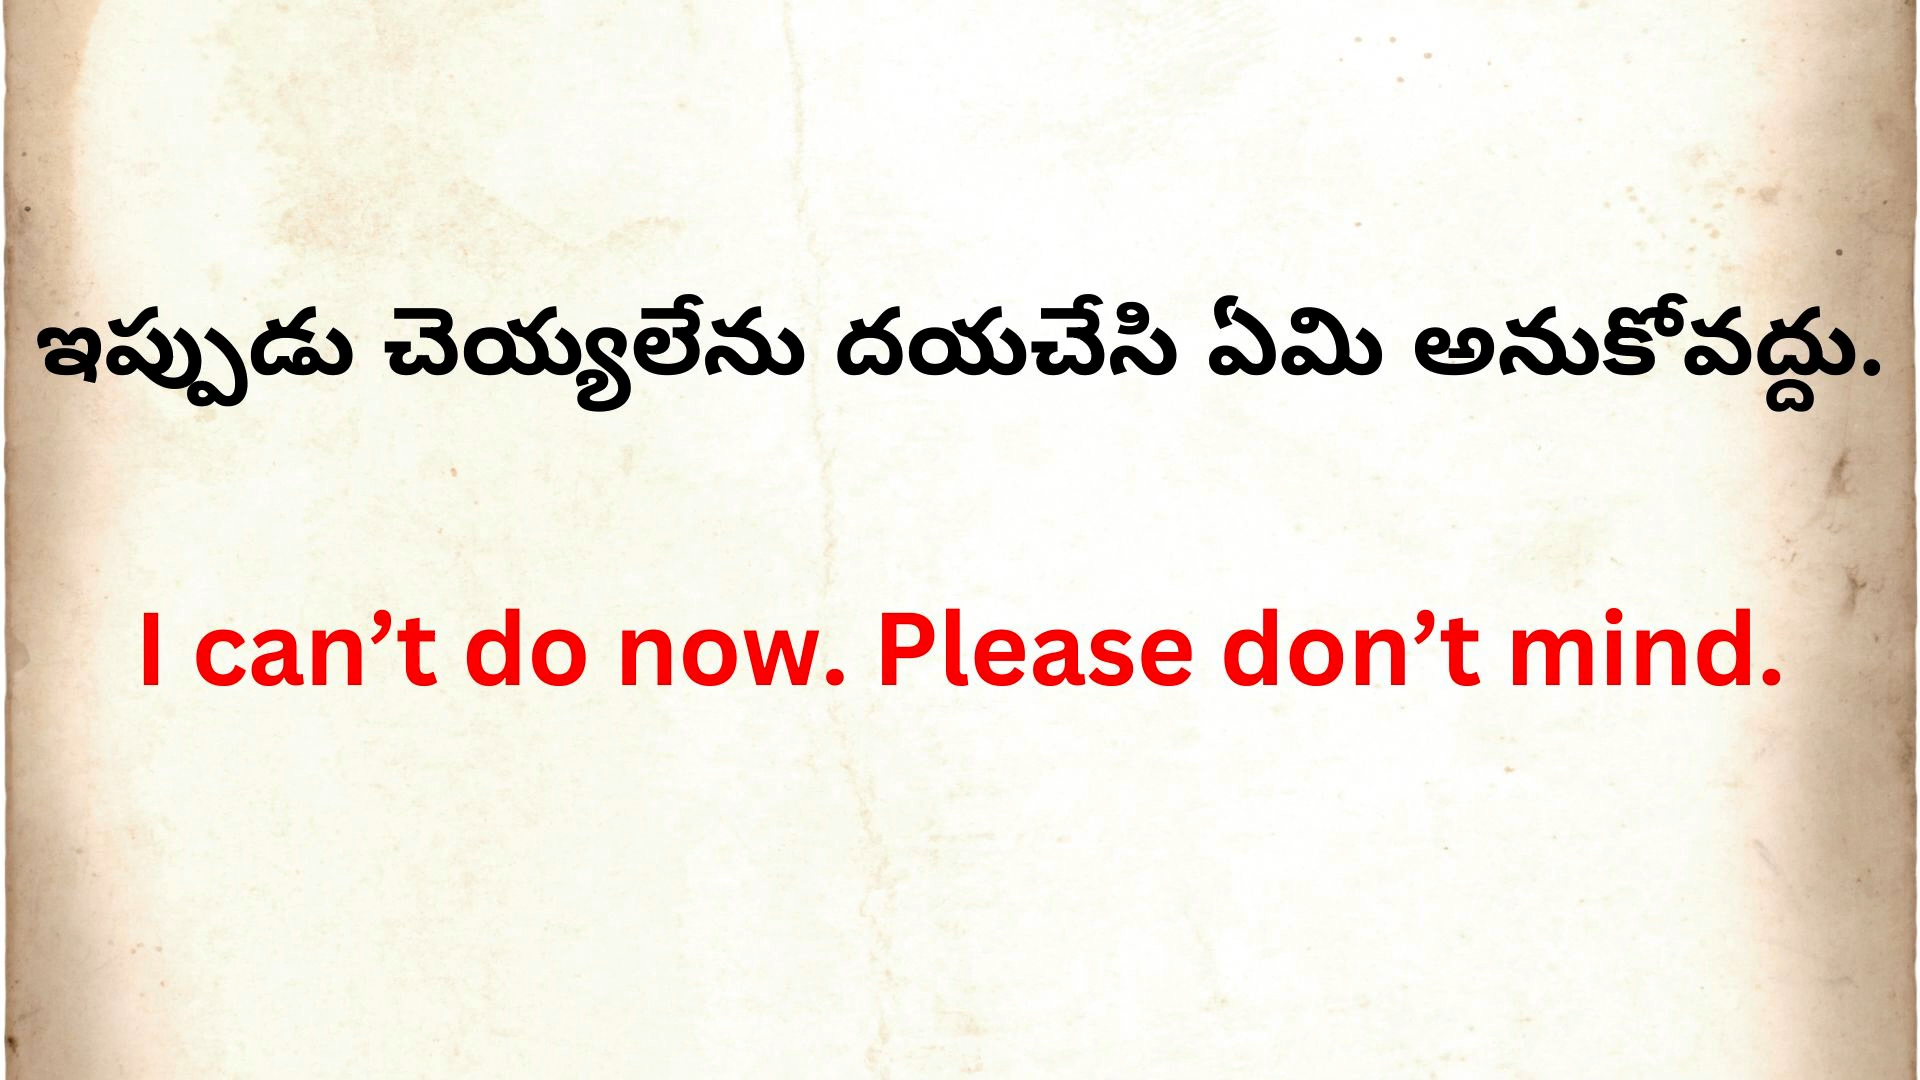 ఇప్పుడు చెయ్యలేను దయచేసి ఏమి అనుకోవద్దు.
I can’t do now. Please don’t mind.